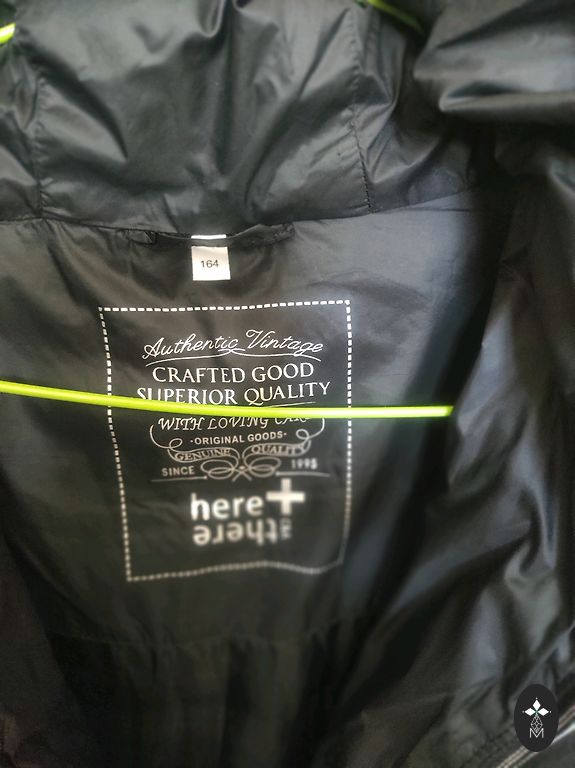 164
Authentic Vintage
CRAFTED GOOD
SUPERIOR QUALITY
WITH LOVING
·ORIGINAL GOODS·
GENUINE QUALITY
SINCE 1995
here+
there
C&A
M